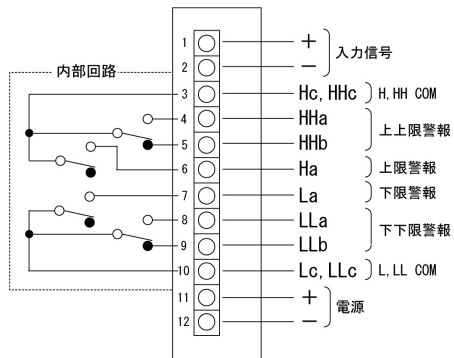 内部回路
1 + 入力信号
2 −
3 Hc, HHc H, HH COM
4 HHa 上上限警報
5 HHb
6 Ha 上限警報
7 La 下限警報
8 LLa 下下限警報
9 LLb
10 Lc, LLc L, LL COM
11 + 電源
12 −